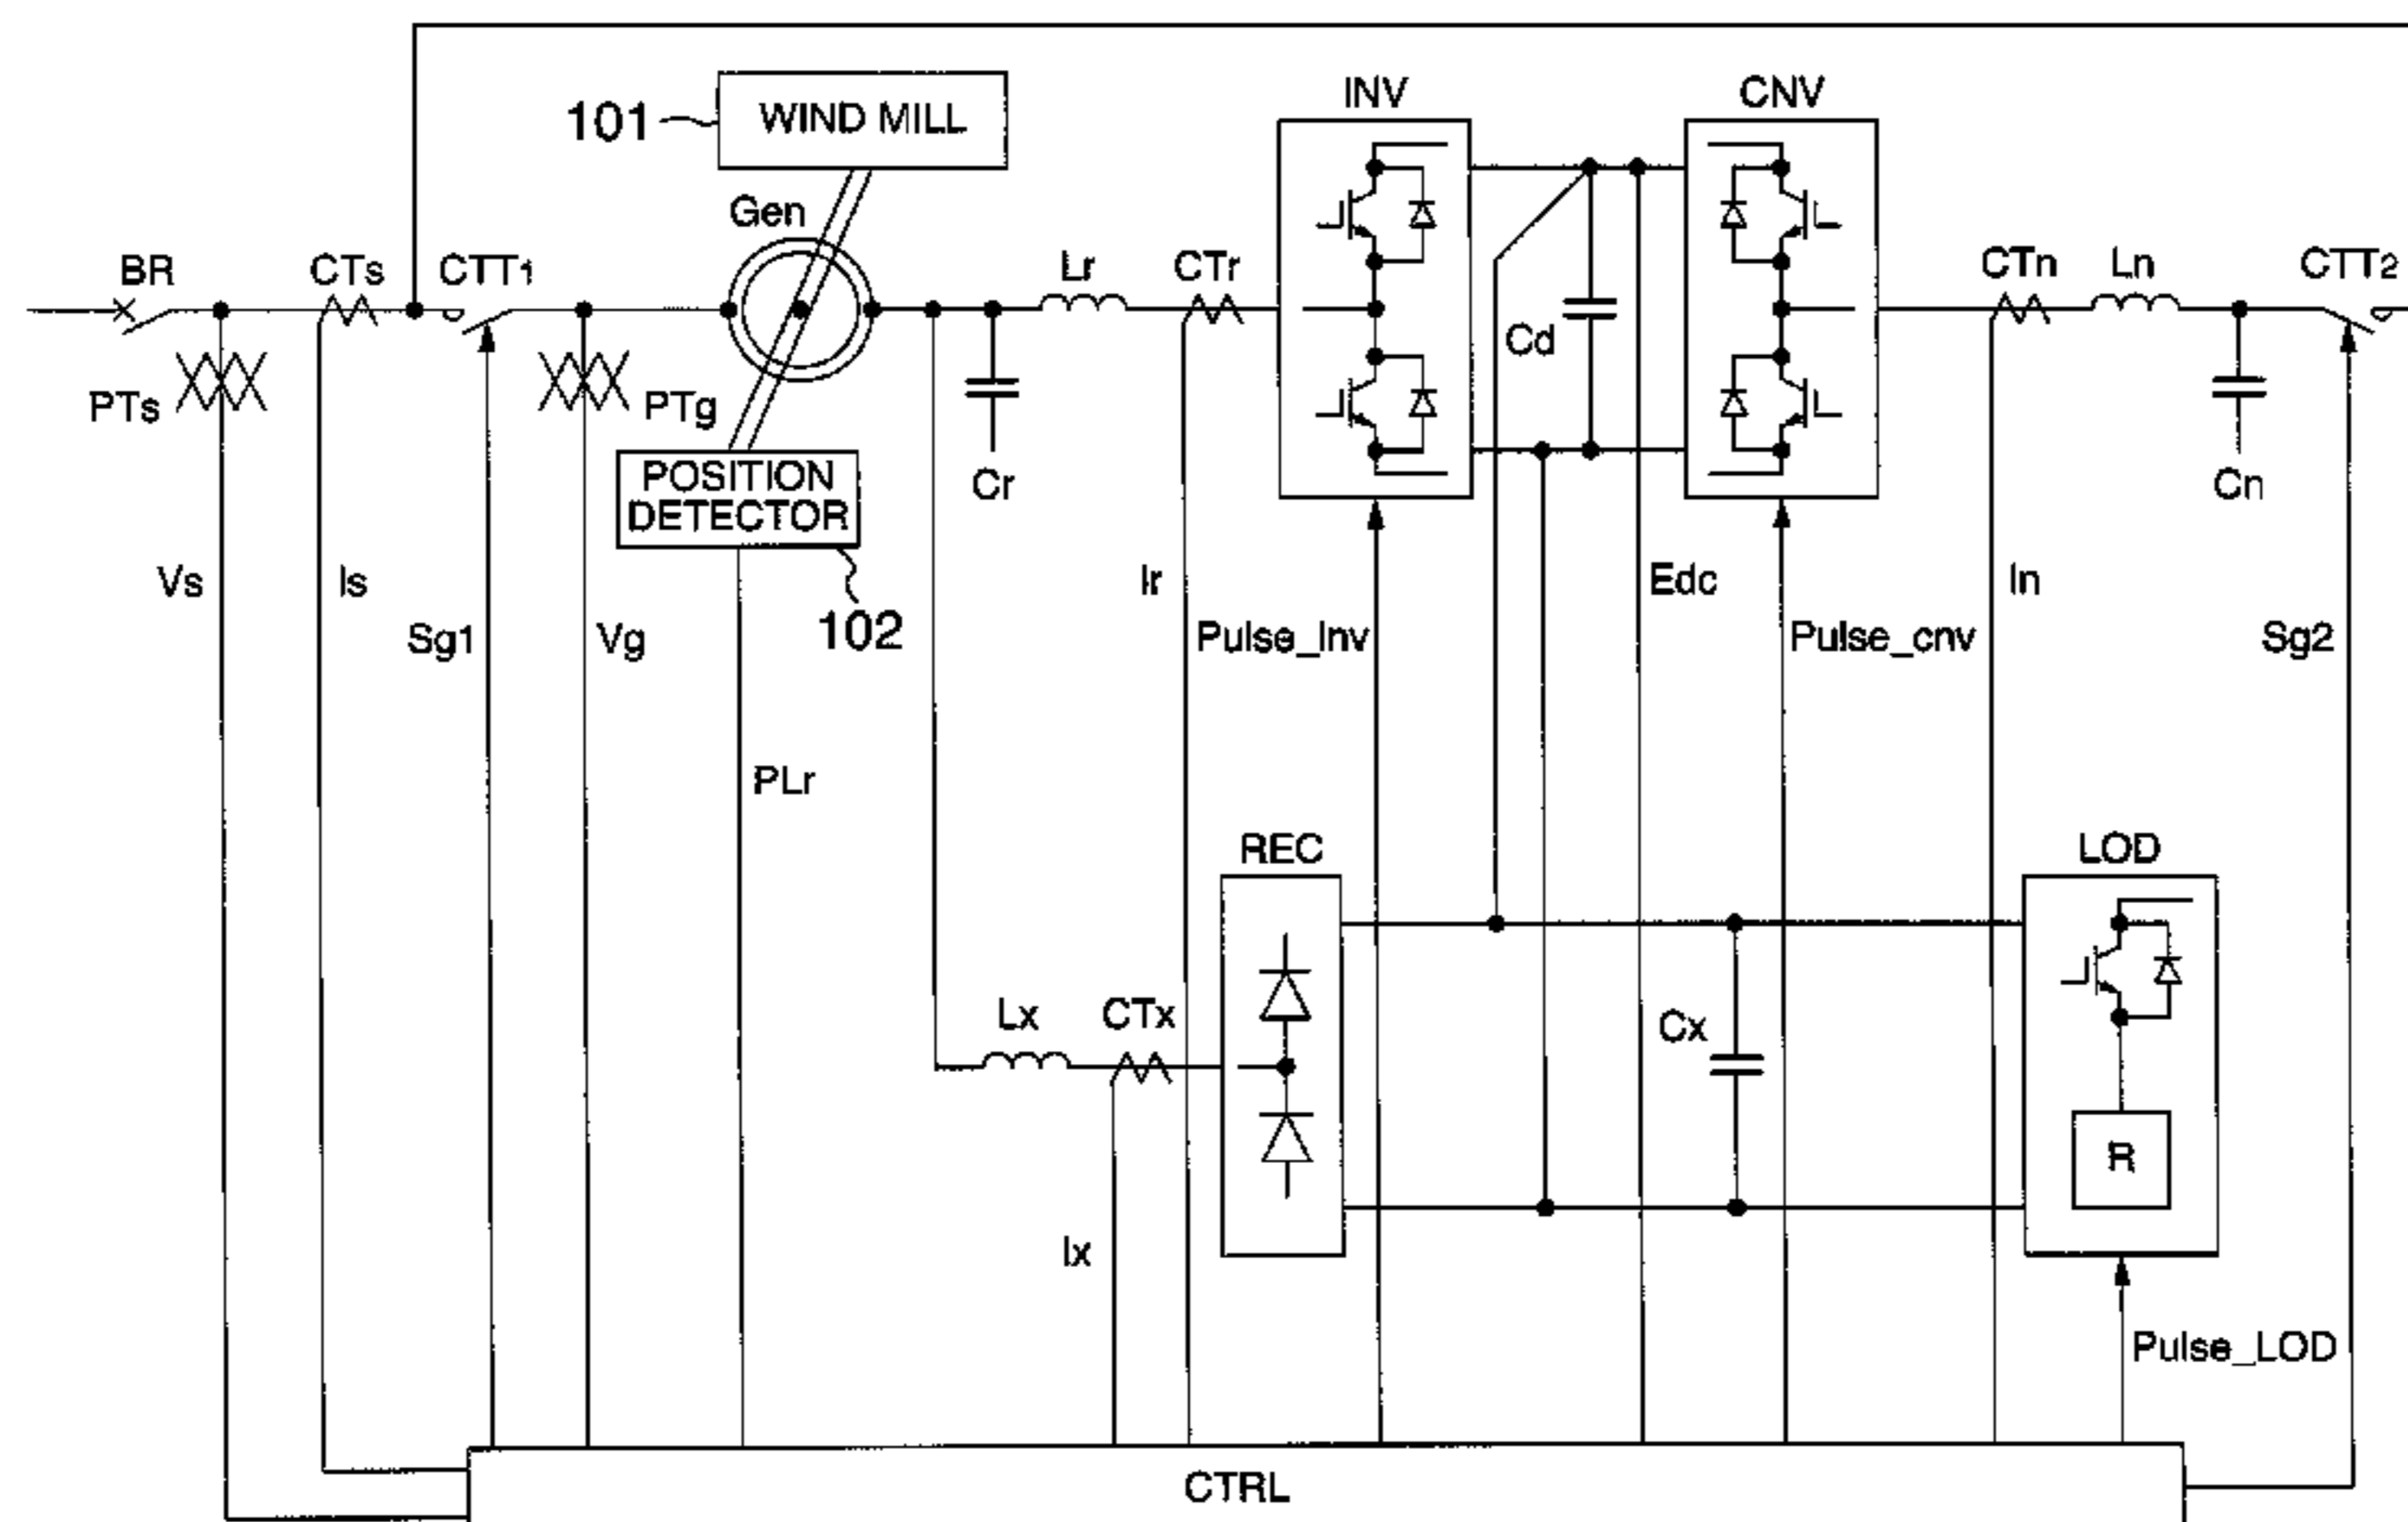 INV
CNV
101
WIND MILL
Gen
BR
CTs
CTT1
Lr
CTr
CTn
Ln
CTT2
PTs
PTg
Cd
POSITION
DETECTOR
Cr
Cn
Vs
Is
Ir
Edc
In
102
Sg1
Vg
Pulse_Inv
Pulse_cnv
Sg2
PLr
REC
LOD
Lx
CTx
Cx
R
Ix
Pulse_LOD
CTRL